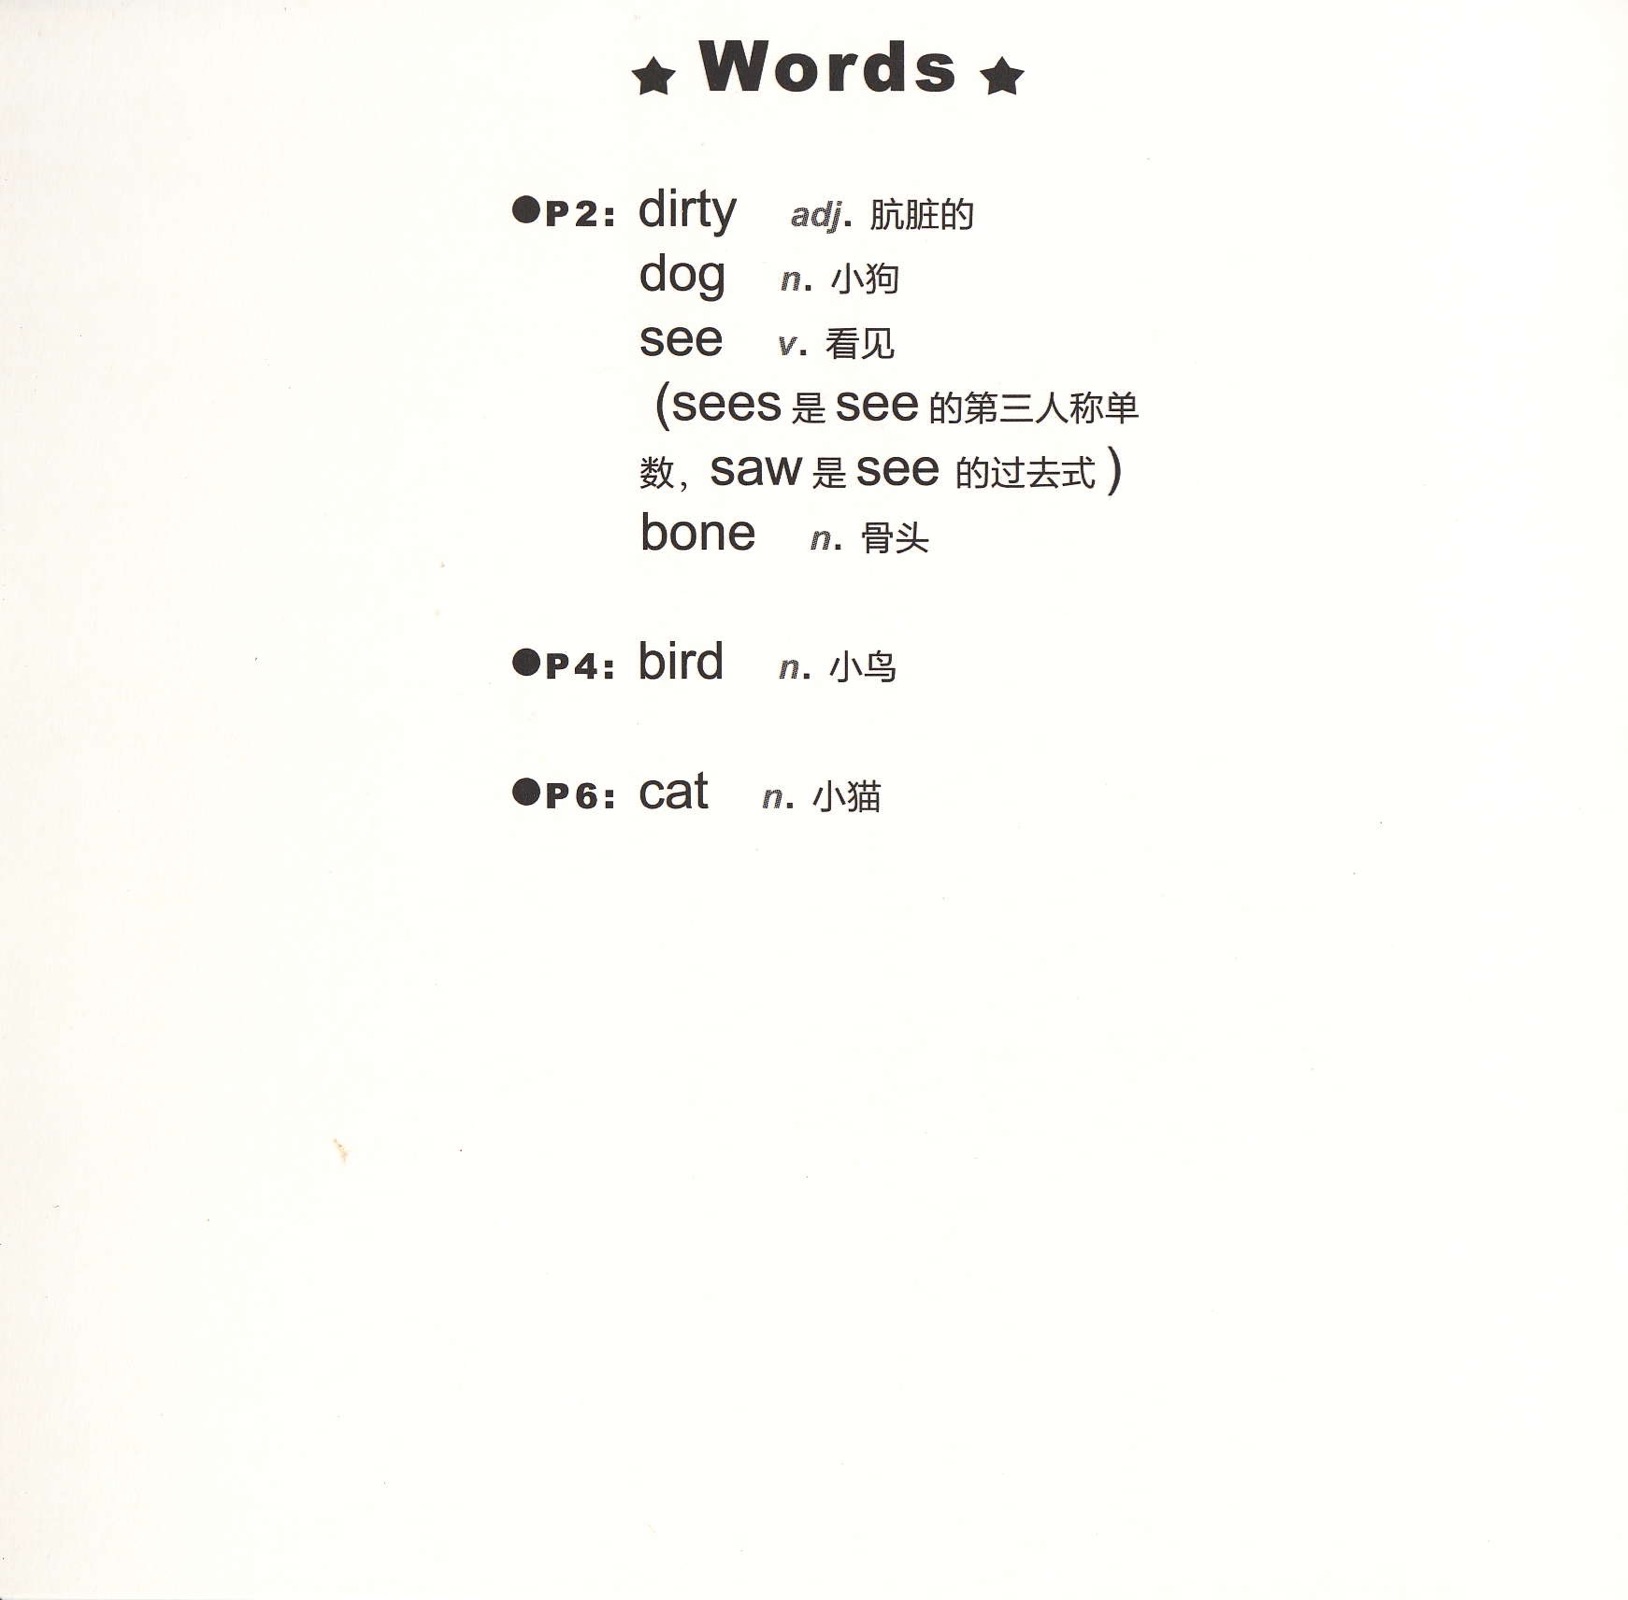 ★ Words ★
●P2: dirty adj. 肮脏的
dog n. 小狗
see v. 看见
(sees 是 see 的第三人称单
数, saw 是 see 的过去式)
bone n. 骨头
●P4: bird n. 小鸟
●P6: cat n. 小猫